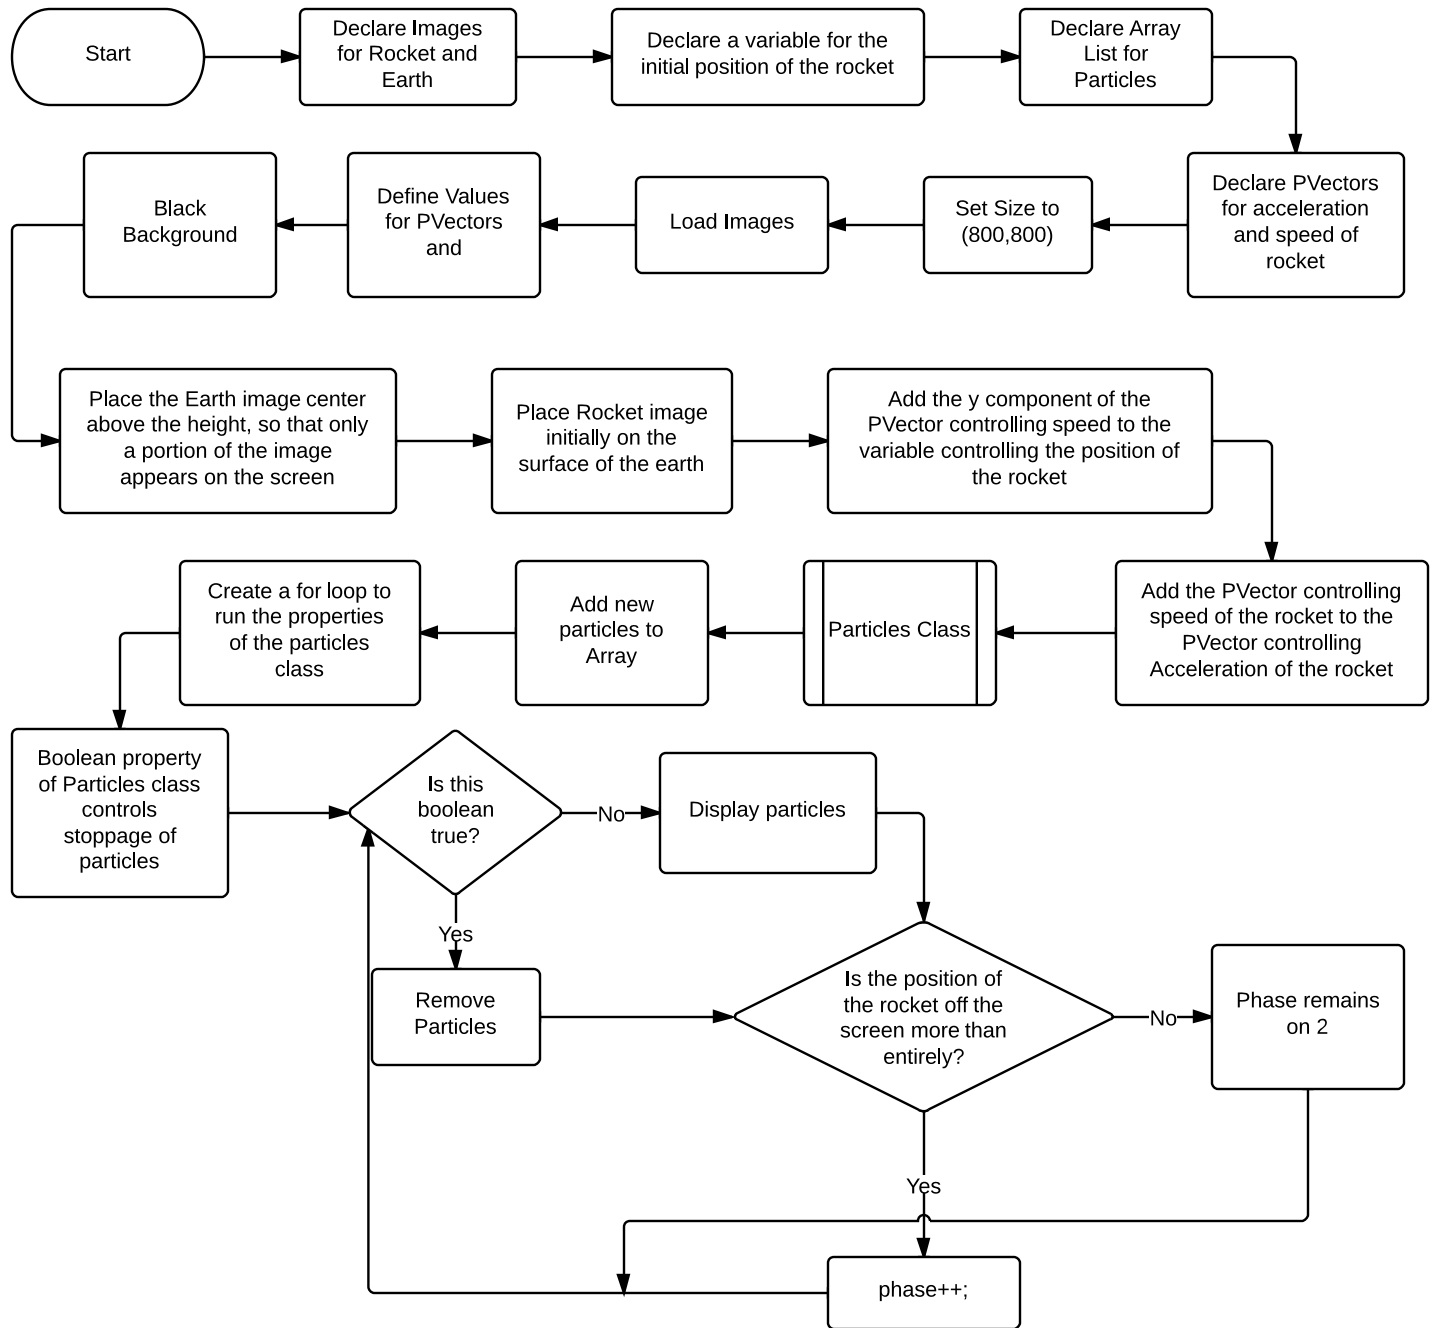 Start
Declare Images
for Rocket and
Earth
Declare a variable for the
initial position of the rocket
Declare Array
List for
Particles
Declare PVectors
for acceleration
and speed of
rocket
Set Size to
(800,800)
Load Images
Define Values
for PVectors
and
Black
Background
Place the Earth image center
above the height, so that only
a portion of the image
appears on the screen
Place Rocket image
initially on the
surface of the earth
Add the y component of the
PVector controlling speed to the
variable controlling the position of
the rocket
Add the PVector controlling
speed of the rocket to the
PVector controlling
Acceleration of the rocket
Particles Class
Add new
particles to
Array
Create a for loop to
run the properties
of the particles
class
Boolean property
of Particles class
controls
stoppage of
particles
Is this
boolean
true?
No
Display particles
Yes
Remove
Particles
Is the position of
the rocket off the
screen more than
entirely?
No
Phase remains
on 2
Yes
phase++;